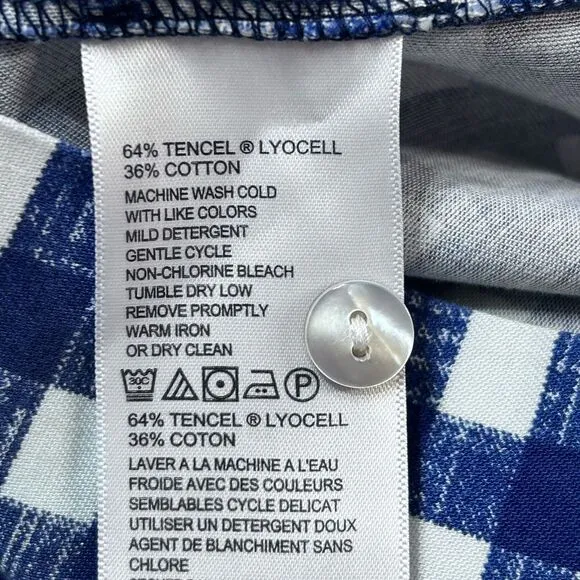 64% TENCEL ® LYOCELL
36% COTTON
MACHINE WASH COLD
WITH LIKE COLORS
MILD DETERGENT
GENTLE CYCLE
NON-CHLORINE BLEACH
TUMBLE DRY LOW
REMOVE PROMPTLY
WARM IRON
OR DRY CLEAN
30C P
64% TENCEL ® LYOCELL
36% COTON
LAVER A LA MACHINE A L'EAU
FROIDE AVEC DES COULEURS
SEMBLABLES CYCLE DELICAT
UTILISER UN DETERGENT DOUX
AGENT DE BLANCHIMENT SANS
CHLORE